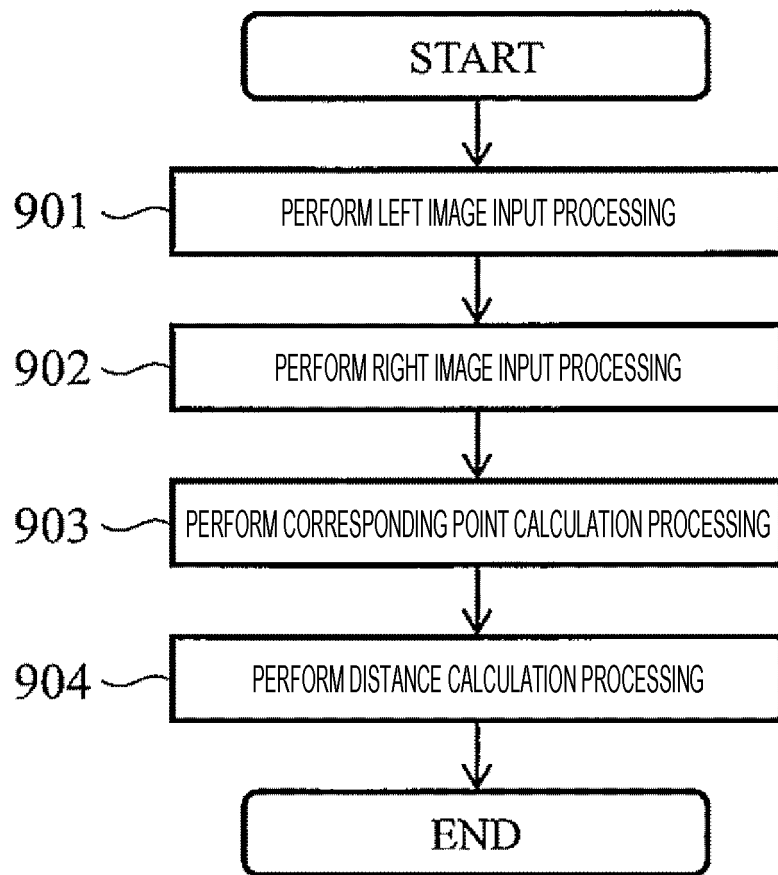 START
901
PERFORM LEFT IMAGE INPUT PROCESSING
902
PERFORM RIGHT IMAGE INPUT PROCESSING
903
PERFORM CORRESPONDING POINT CALCULATION PROCESSING
904
PERFORM DISTANCE CALCULATION PROCESSING
END